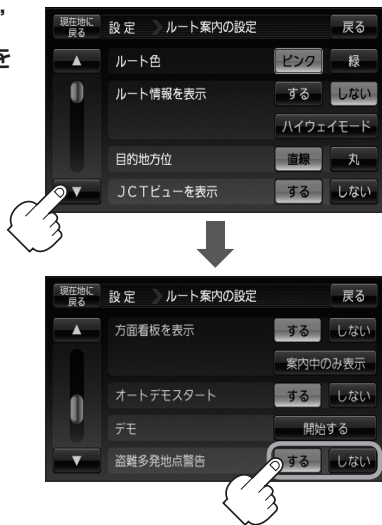 ，
を
現在地に戻る 設定 ルート案内の設定 戻る
▲ ルート色 ピンク 緑
ルート情報を表示 する しない
ハイウェイモード
目的地方位 直線 丸
▼ JCTビューを表示 する しない
現在地に戻る 設定 ルート案内の設定 戻る
▲ 方面看板を表示 する しない
案内中のみ表示
オートデモスタート する しない
デモ 開始する
▼ 盗難多発地点警告 する しない